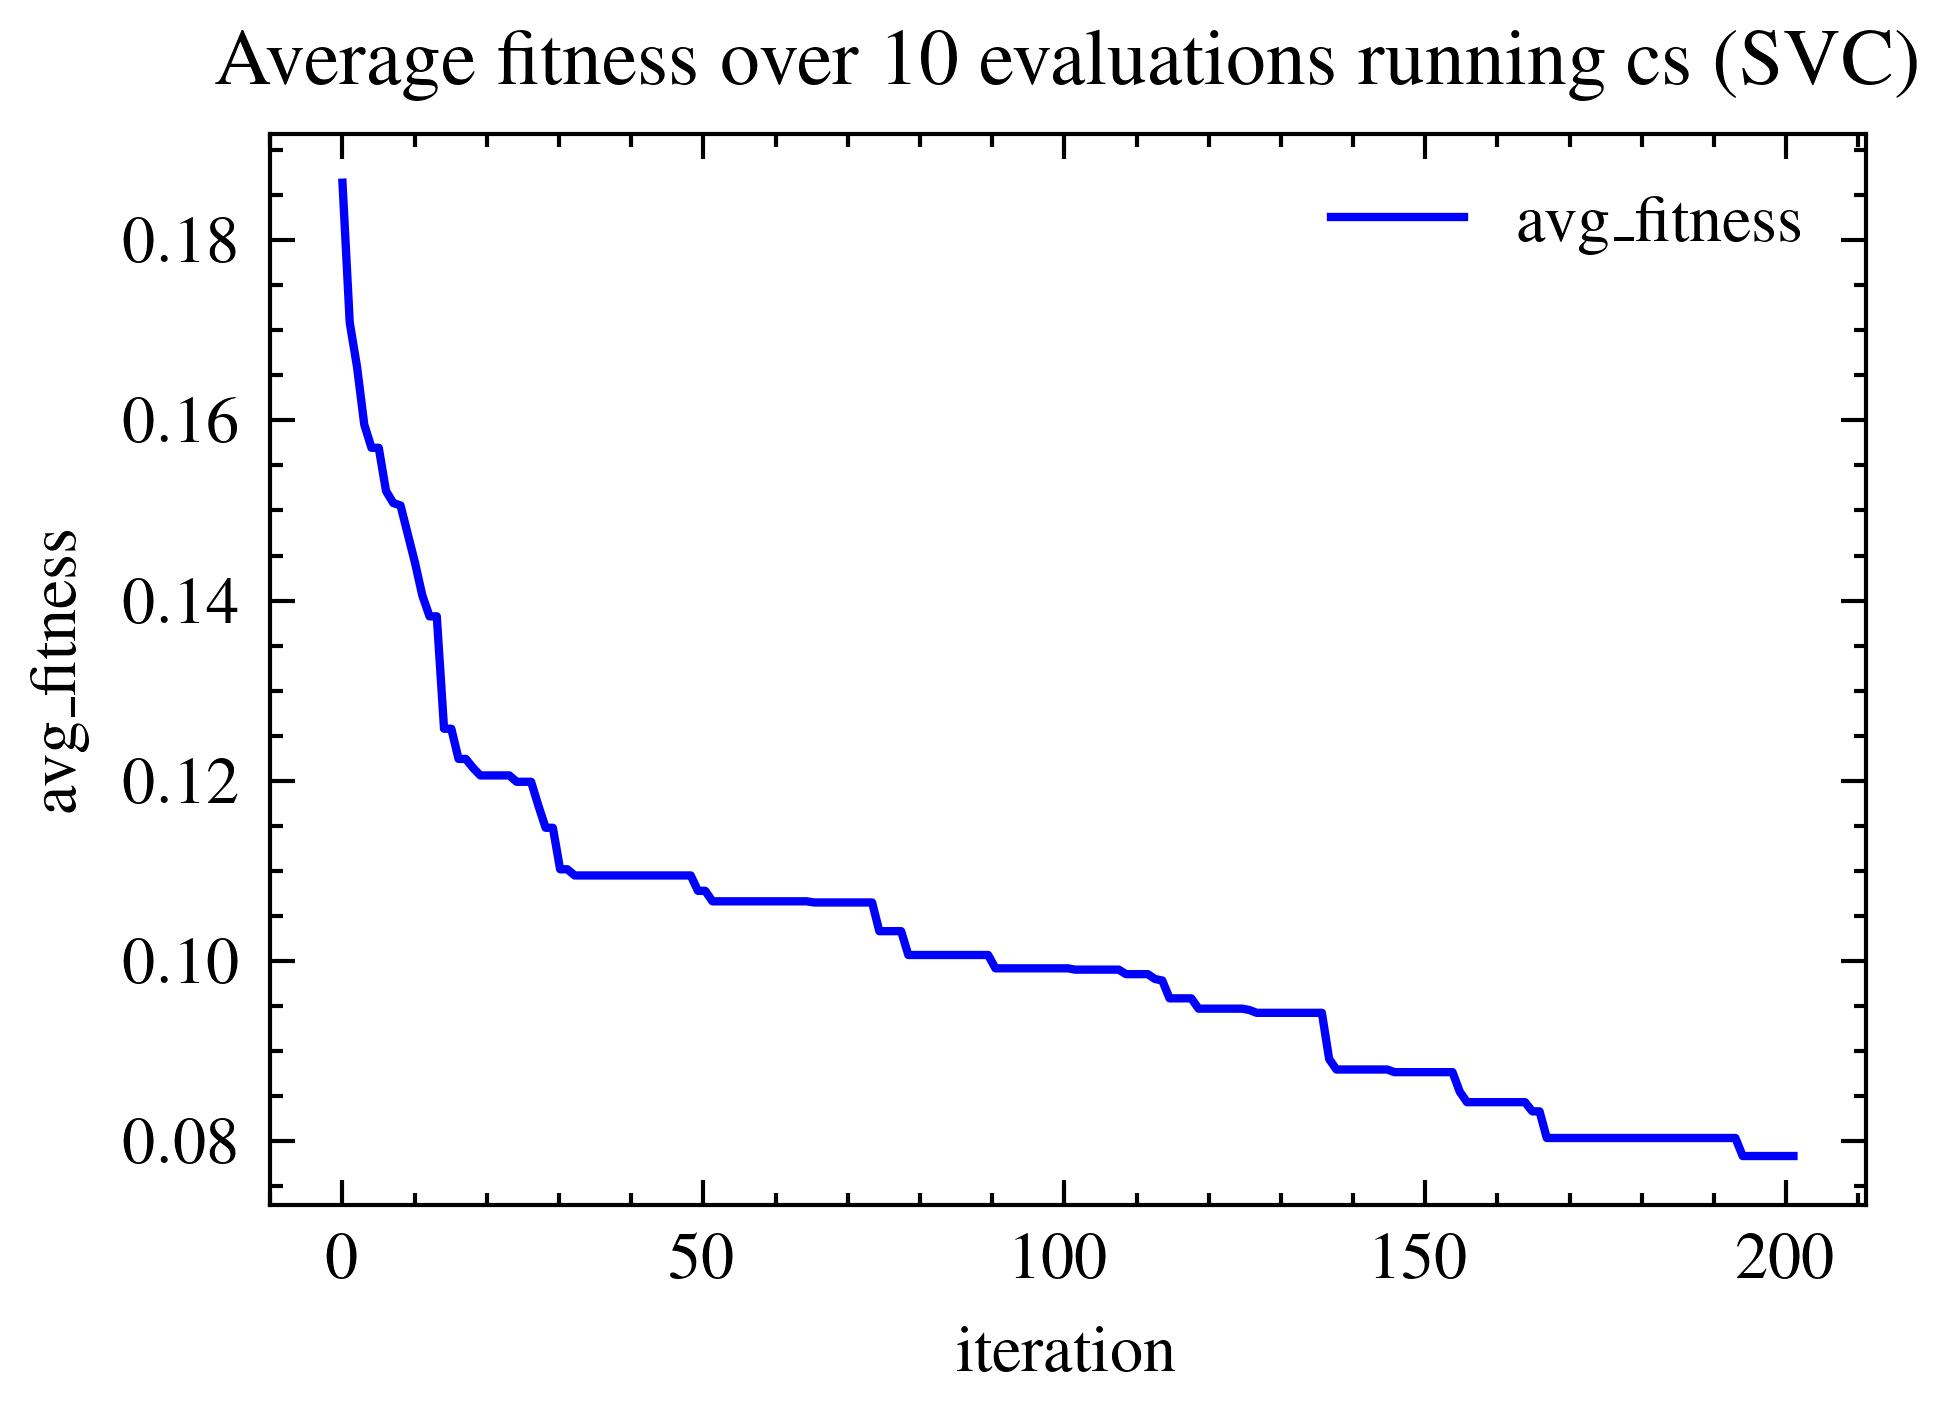 Average fitness over 10 evaluations running cs (SVC)
avg_fitness
0.18
0.16
0.14
0.12
0.10
0.08
avg_fitness
0 50 100 150 200
iteration